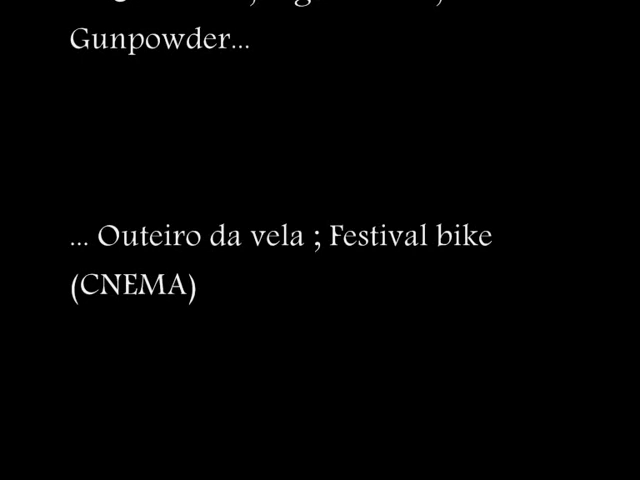 Gunpowder...
... Outeiro da vela ; Festival bike
(CNEMA)